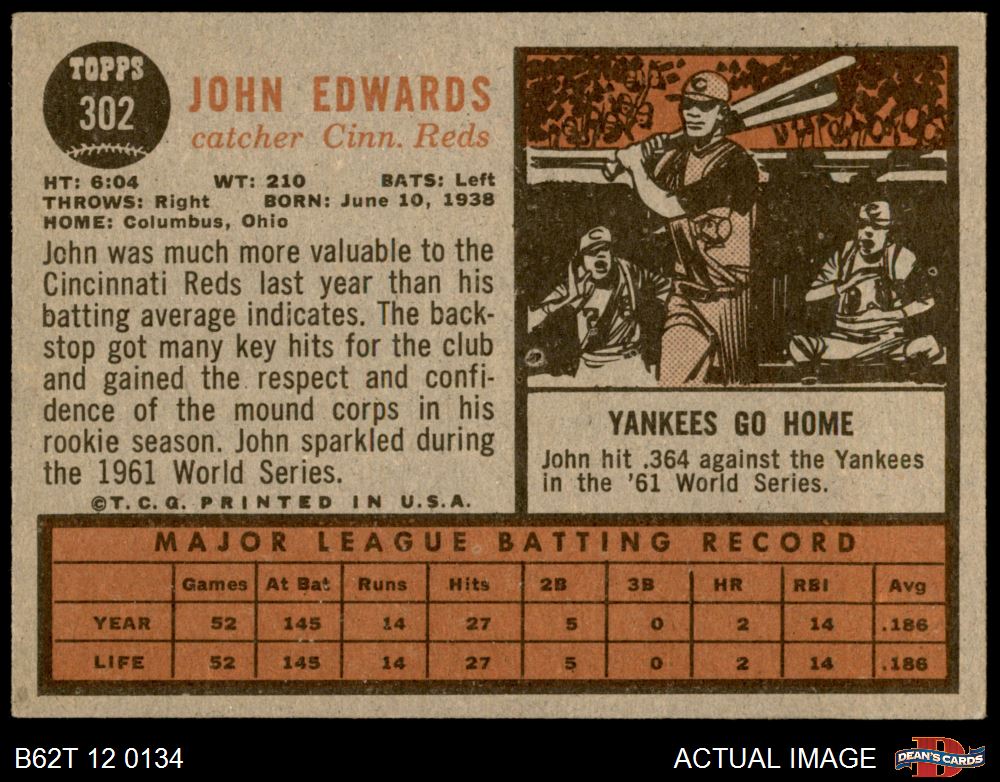 TOPPS
302
JOHN EDWARDS
catcher Cinn. Reds
HT: 6:04 WT: 210 BATS: Left
THROWS: Right BORN: June 10, 1938
HOME: Columbus, Ohio
John was much more valuable to the
Cincinnati Reds last year than his
batting average indicates. The back-
stop got many key hits for the club
and gained the respect and confi-
dence of the mound corps in his
rookie season. John sparkled during
the 1961 World Series.
©T.C.G. PRINTED IN U.S.A.
C
C
C
YANKEES GO HOME
John hit .364 against the Yankees
in the '61 World Series.
MAJOR LEAGUE BATTING RECORD
Games At Bat Runs Hits 2B 3B HR RBI Avg
YEAR 52 145 14 27 5 0 2 14 .186
LIFE 52 145 14 27 5 0 2 14 .186
B62T 12 0134
ACTUAL IMAGE
D
DEAN'S CARDS